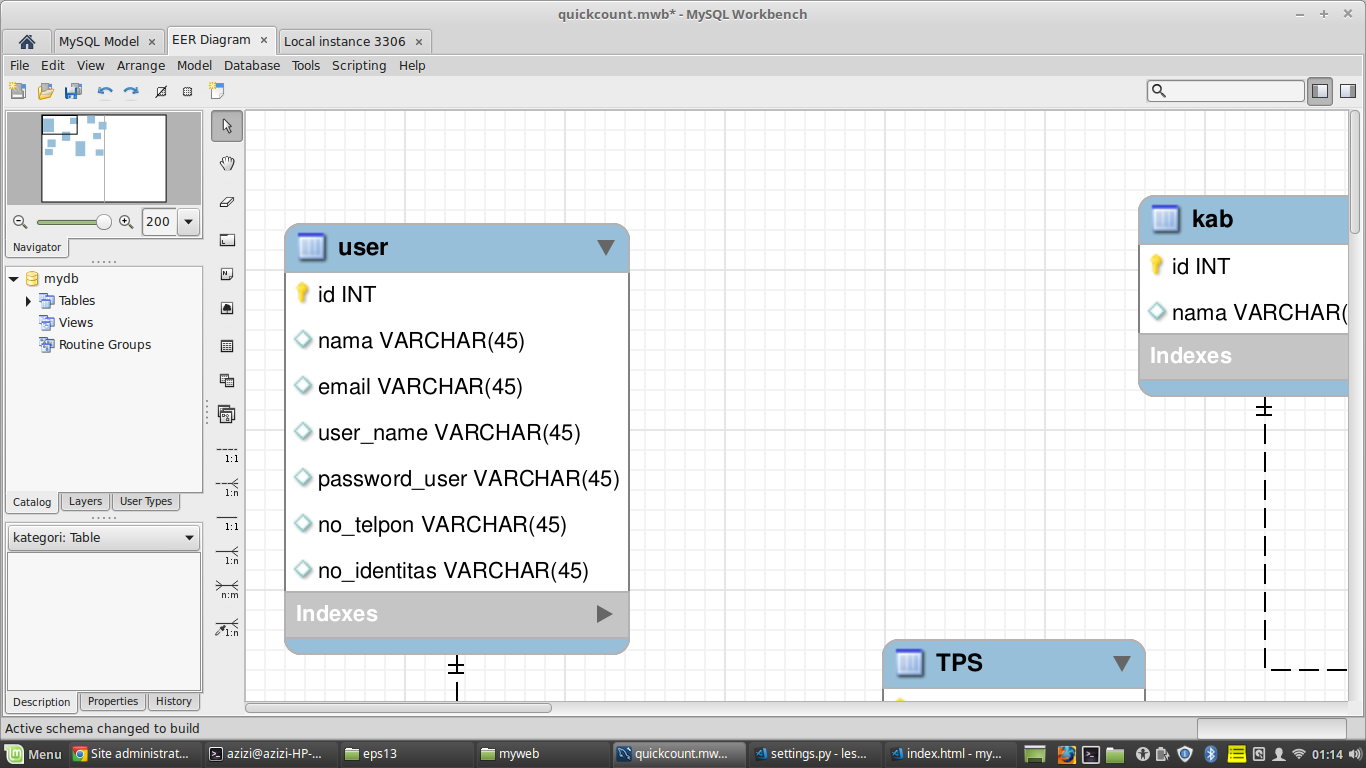 quickcount.mwb* - MySQL Workbench
MySQL Model
EER Diagram
Local instance 3306
File Edit View Arrange Model Database Tools Scripting Help
200
Navigator
mydb
Tables
Views
Routine Groups
Catalog Layers User Types
kategori: Table
Description Properties History
1:1
1:n
1:1
1:n
n:m
1:n
user
id INT
nama VARCHAR(45)
email VARCHAR(45)
user_name VARCHAR(45)
password_user VARCHAR(45)
no_telpon VARCHAR(45)
no_identitas VARCHAR(45)
Indexes
kab
id INT
nama VARCHAR(
Indexes
TPS
Active schema changed to build
Menu
Site administrat...
azizi@azizi-HP-...
eps13
myweb
quickcount.mw...
settings.py - les...
index.html - my...
01:14